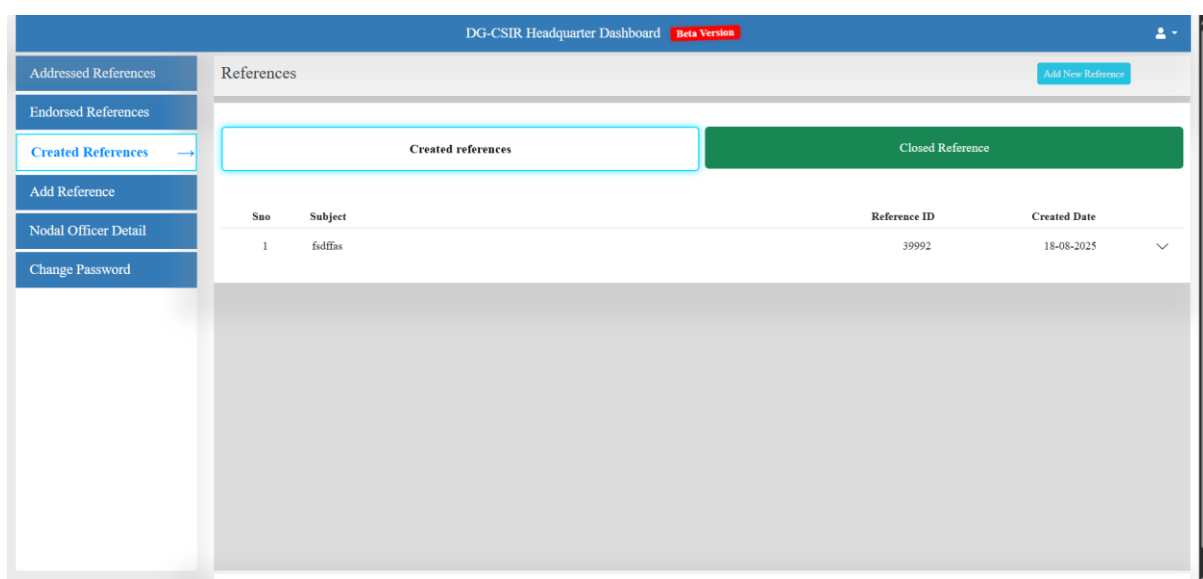 DG-CSIR Headquarter Dashboard Beta Version
Addressed References
Endorsed References
Created References →
Add Reference
Nodal Officer Detail
Change Password
References Add New Reference
Created references Closed Reference
Sno Subject Reference ID Created Date
1 fsdffas 39992 18-08-2025